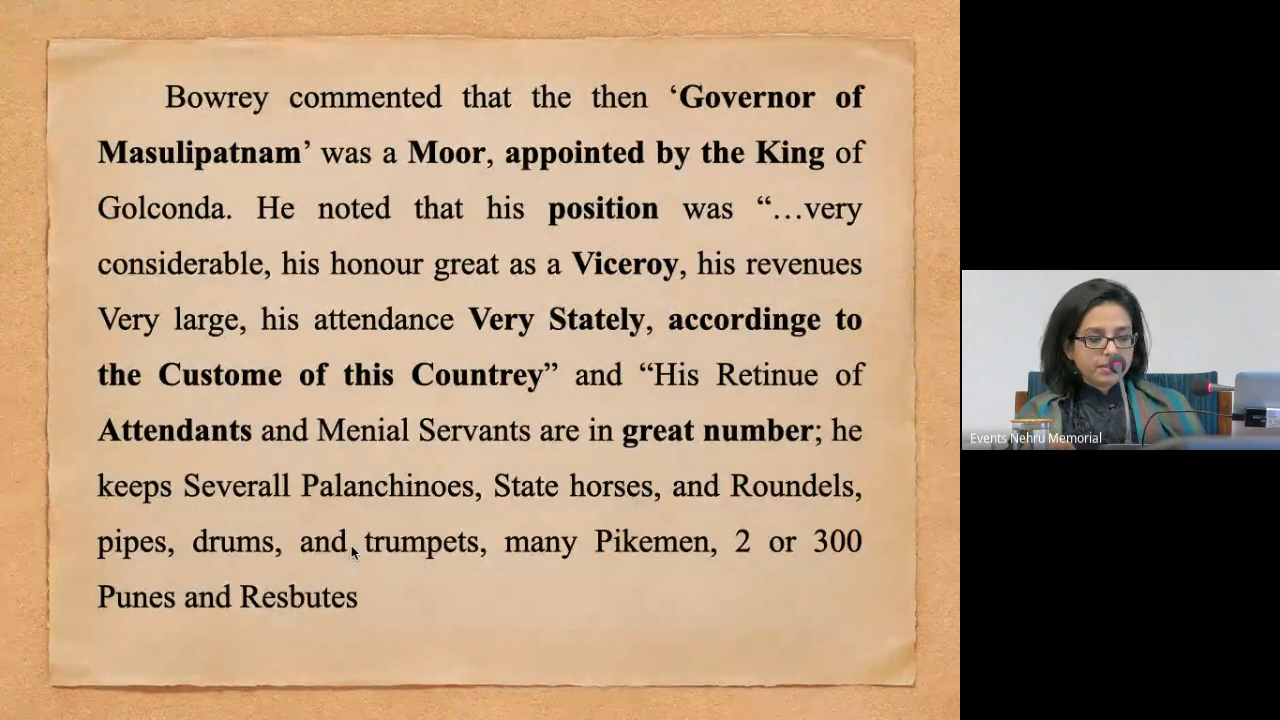 Bowrey commented that the then ‘Governor of
Masulipatnam’ was a Moor, appointed by the King of
Golconda. He noted that his position was “…very
considerable, his honour great as a Viceroy, his revenues
Very large, his attendance Very Stately, accordinge to
the Custome of this Countrey” and “His Retinue of
Attendants and Menial Servants are in great number; he
keeps Severall Palanchinoes, State horses, and Roundels,
pipes, drums, and trumpets, many Pikemen, 2 or 300
Punes and Resbutes
Events Nehru Memorial